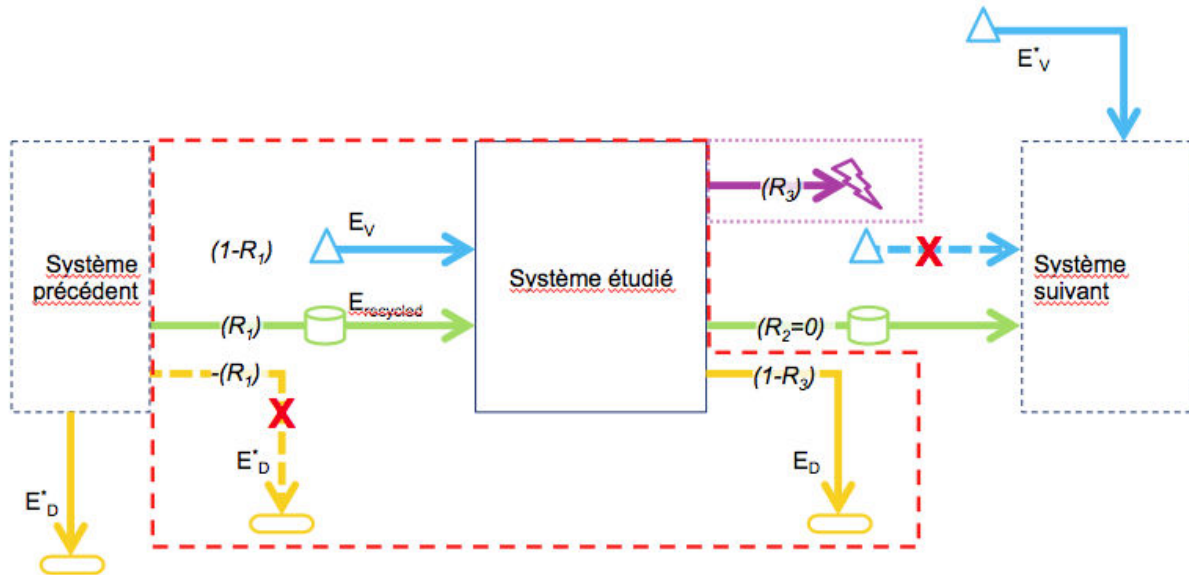 E*V
(R3)
EV
(1-R1)
Système
précédent
Système étudié
Système
suivant
Erecycled
(R1)
(R2=0)
-(R1)
(1-R3)
E*D
ED
E*D